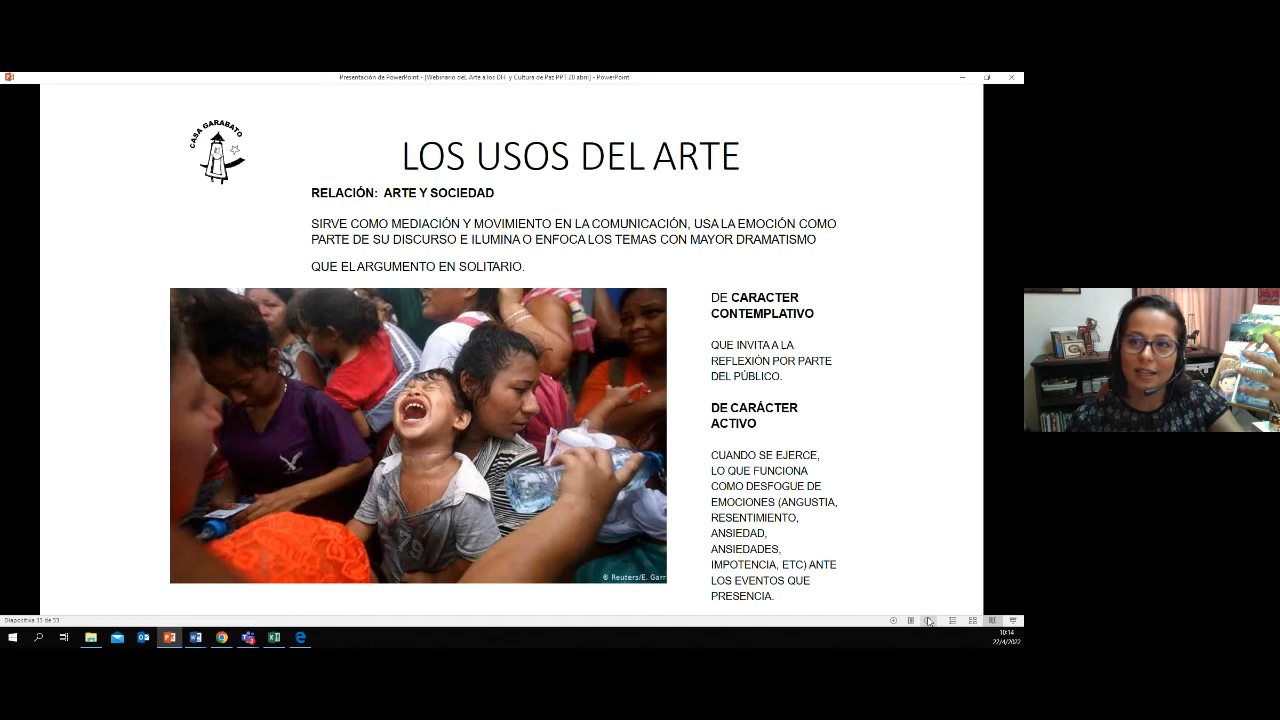 Presentación de PowerPoint - [Webinario del Arte a los DH y Cultura de Paz PPT 20 abril] - PowerPoint
CASA GARABATO
LOS USOS DEL ARTE
RELACIÓN: ARTE Y SOCIEDAD
SIRVE COMO MEDIACIÓN Y MOVIMIENTO EN LA COMUNICACIÓN, USA LA EMOCIÓN COMO
PARTE DE SU DISCURSO E ILUMINA O ENFOCA LOS TEMAS CON MAYOR DRAMATISMO
QUE EL ARGUMENTO EN SOLITARIO.
DE CARACTER
CONTEMPLATIVO
QUE INVITA A LA
REFLEXIÓN POR PARTE
DEL PÚBLICO.
DE CARÁCTER
ACTIVO
CUANDO SE EJERCE,
LO QUE FUNCIONA
COMO DESFOGUE DE
EMOCIONES (ANGUSTIA,
RESENTIMIENTO,
ANSIEDAD,
ANSIEDADES,
IMPOTENCIA, ETC) ANTE
LOS EVENTOS QUE
PRESENCIA.
79
© Reuters/E. Garr
Diapositiva 35 de 53
10:14
22/4/2022